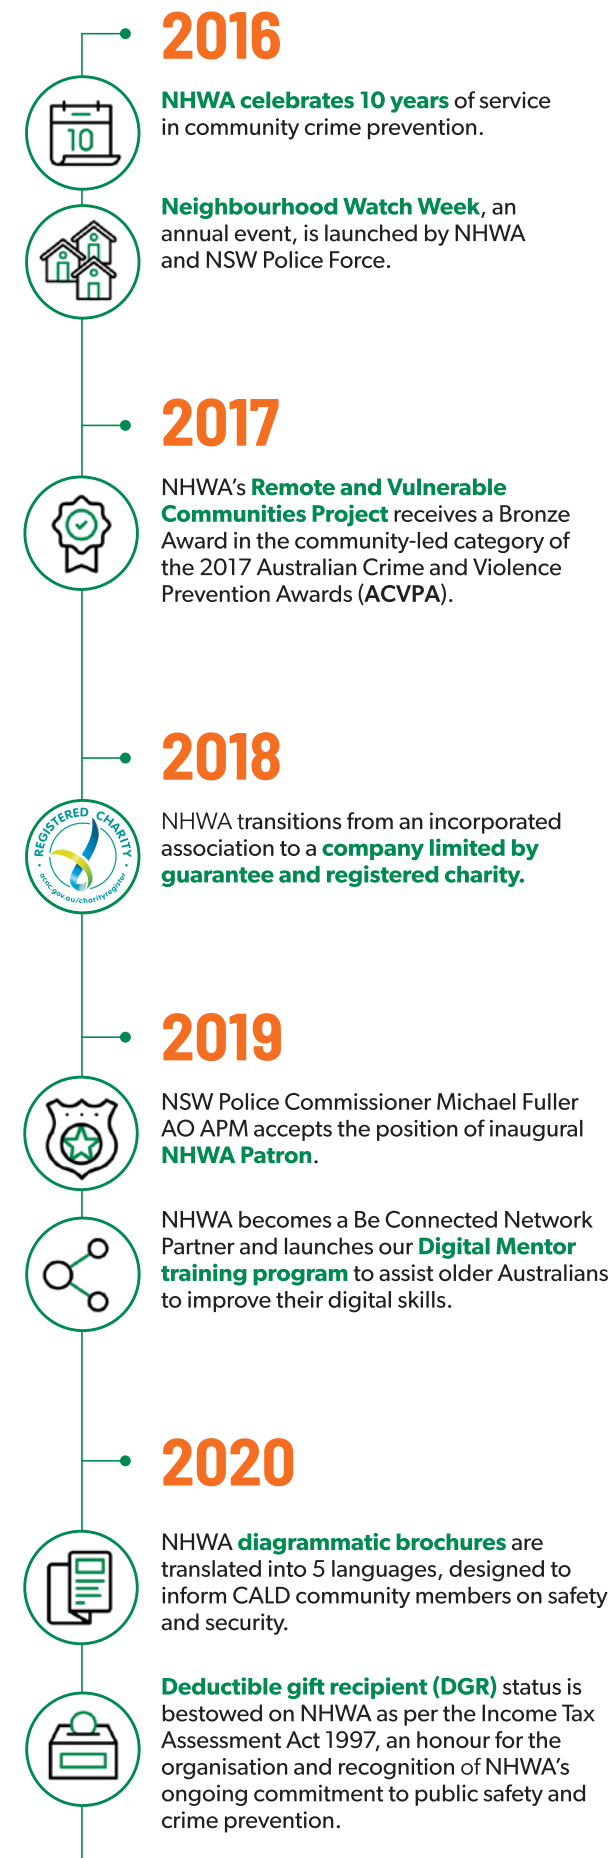 2016
10
NHWA celebrates 10 years of service
in community crime prevention.
Neighbourhood Watch Week, an
annual event, is launched by NHWA
and NSW Police Force.
2017
NHWA's Remote and Vulnerable
Communities Project receives a Bronze
Award in the community-led category of
the 2017 Australian Crime and Violence
Prevention Awards (ACVPA).
2018
REGISTERED CHARITY
acnc.gov.au/charityregister
NHWA transitions from an incorporated
association to a company limited by
guarantee and registered charity.
2019
NSW Police Commissioner Michael Fuller
AO APM accepts the position of inaugural
NHWA Patron.
NHWA becomes a Be Connected Network
Partner and launches our Digital Mentor
training program to assist older Australians
to improve their digital skills.
2020
NHWA diagrammatic brochures are
translated into 5 languages, designed to
inform CALD community members on safety
and security.
Deductible gift recipient (DGR) status is
bestowed on NHWA as per the Income Tax
Assessment Act 1997, an honour for the
organisation and recognition of NHWA's
ongoing commitment to public safety and
crime prevention.